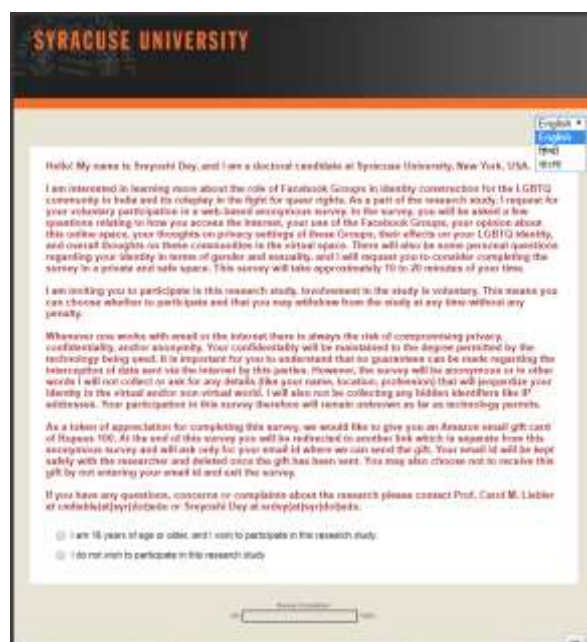 SYRACUSE UNIVERSITY
English
English
हिन्दी
বাংলা
Hello! My name is Sreyoshi Dey, and I am a doctoral candidate at Syracuse University, New York, USA.
I am interested in learning more about the role of Facebook Groups in identity construction for the LGBTQ
community in India and its roleplay in the fight for queer rights. As a part of the research study, I request for
your voluntary participation in a web-based anonymous survey. In the survey, you will be asked a few
questions relating to how you access the internet, your use of the Facebook Groups, your opinion about
this online space, your thoughts on privacy settings of these Groups, their effects on your LGBTQ identity,
and overall thoughts on these communities in the virtual space. There will also be some personal questions
regarding your identity in terms of gender and sexuality, and I will request you to consider completing the
survey in a private and safe space. This survey will take approximately 10 to 20 minutes of your time.
I am inviting you to participate in this research study. Involvement in the study is voluntary. This means you
can choose whether to participate and that you may withdraw from the study at any time without any
penalty.
Whenever one works with email or the internet there is always the risk of compromising privacy,
confidentiality, and/or anonymity. Your confidentiality will be maintained to the degree permitted by the
technology being used. It is important for you to understand that no guarantees can be made regarding the
interception of data sent via the internet by third parties. However, the survey will be anonymous or in other
words I will not collect or ask for any details (like your name, location, profession) that will jeopardize your
identity in the virtual and/or non-virtual world. I will also not be collecting any hidden identifiers like IP
addresses. Your participation in this survey therefore will remain unknown as far as technology permits.
As a token of appreciation for completing this survey, we would like to give you an Amazon email gift card
of Rupees 100. At the end of this survey you will be redirected to another link which is separate from this
anonymous survey and will ask only for your email id where we can send the gift. Your email id will be kept
safely with the researcher and deleted once the gift has been sent. You may also choose not to receive this
gift by not entering your email id and exit the survey.
If you have any questions, concerns or complaints about the research please contact Prof. Carol M. Liebler
at cmliebler(at)syr(dot)edu or Sreyoshi Dey at srdey(at)syr(dot)edu.
I am 18 years of age or older, and I wish to participate in this research study.
I do not wish to participate in this research study
Survey Completion
0% 100%